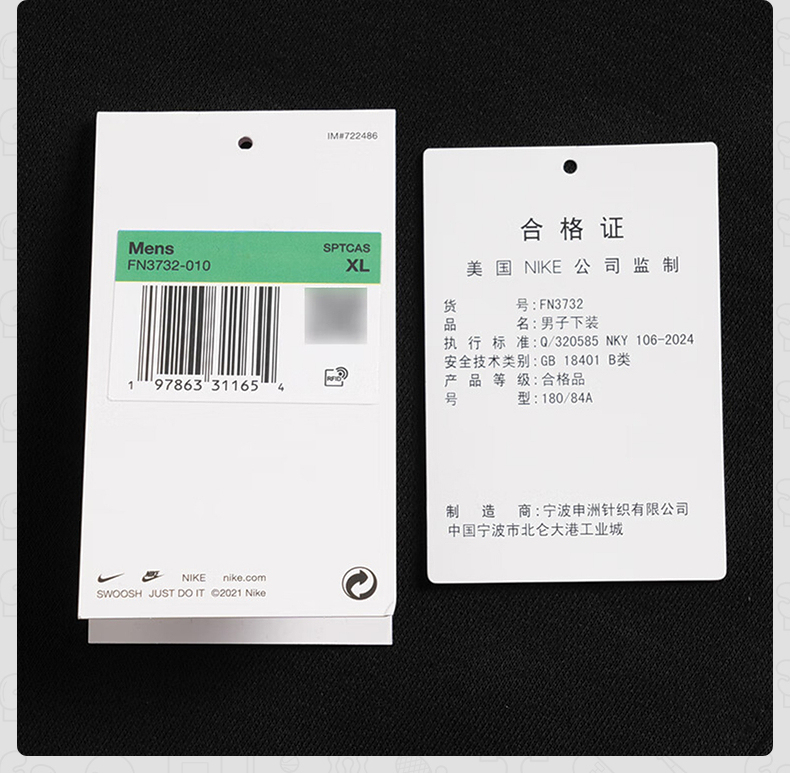 IM#722486
Mens
SPTCAS
FN3732-010
XL
RFID
1 97863 31165 4
NIKE nike.com
SWOOSH JUST DO IT ©2021 Nike
合格证
美国 NIKE 公司监制
货号:FN3732
品名:男子下装
执行标准:Q/320585 NKY 106-2024
安全技术类别:GB 18401 B类
产品等级:合格品
号型:180/84A
制造商:宁波申洲针织有限公司
中国宁波市北仑大港工业城